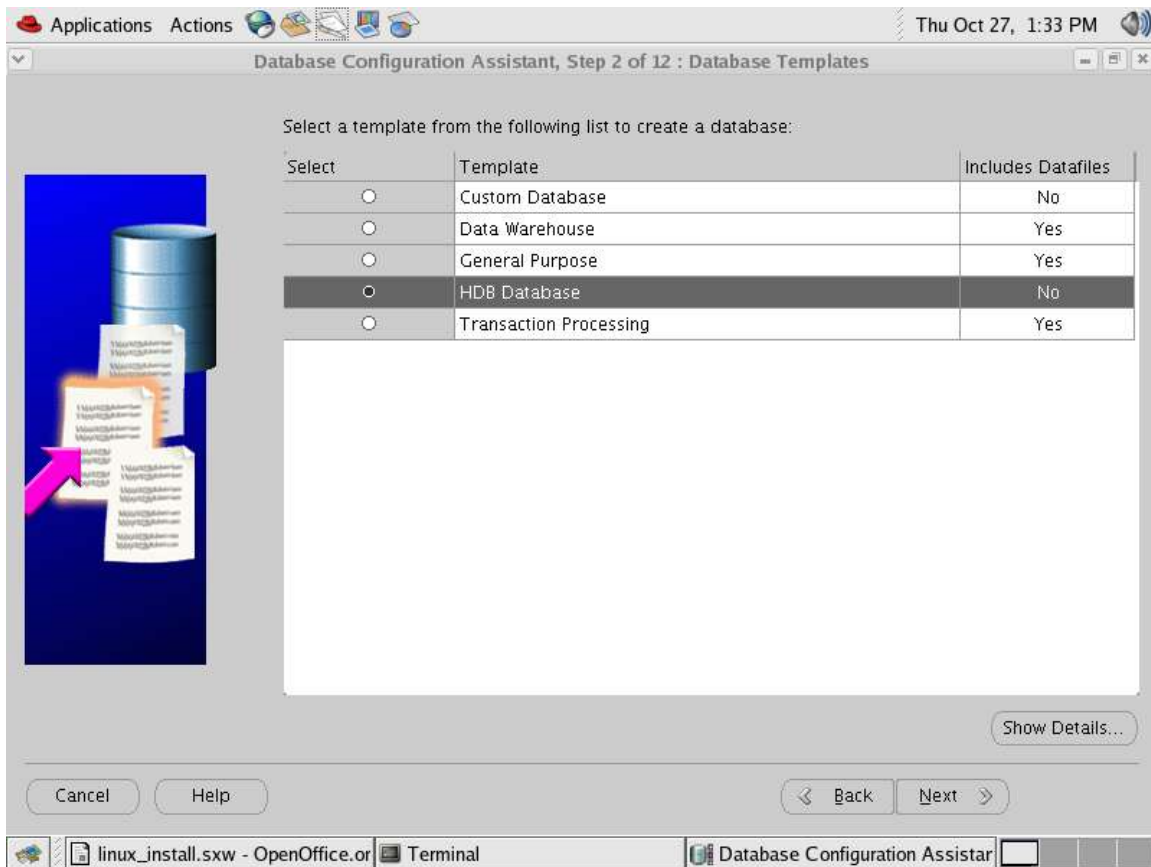 Applications Actions Thu Oct 27, 1:33 PM
Database Configuration Assistant, Step 2 of 12 : Database Templates
Select a template from the following list to create a database:
Select Template Includes Datafiles
Custom Database No
Data Warehouse Yes
General Purpose Yes
HDB Database No
Transaction Processing Yes
Show Details...
Cancel Help Back Next
linux_install.sxw - OpenOffice.or Terminal Database Configuration Assistar